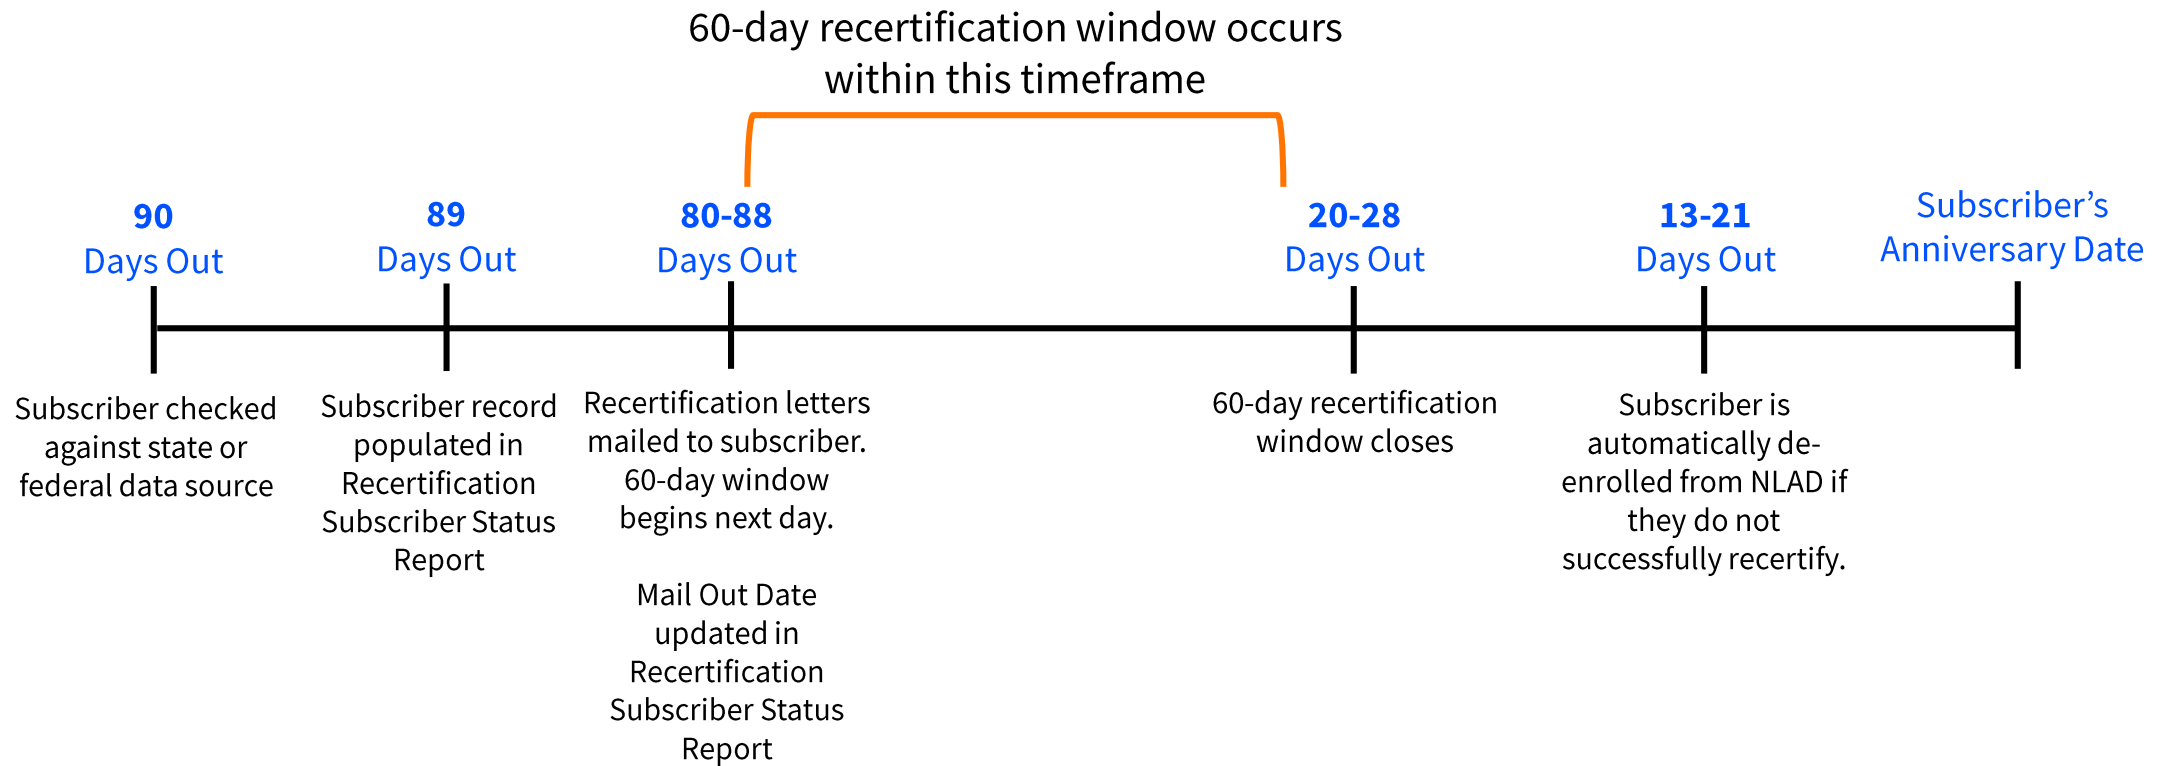 60-day recertification window occurs
within this timeframe
90
Days Out
89
Days Out
80-88
Days Out
20-28
Days Out
13-21
Days Out
Subscriber’s
Anniversary Date
Subscriber checked
against state or
federal data source
Subscriber record
populated in
Recertification
Subscriber Status
Report
Recertification letters
mailed to subscriber.
60-day window
begins next day.
Mail Out Date
updated in
Recertification
Subscriber Status
Report
60-day recertification
window closes
Subscriber is
automatically de-
enrolled from NLAD if
they do not
successfully recertify.